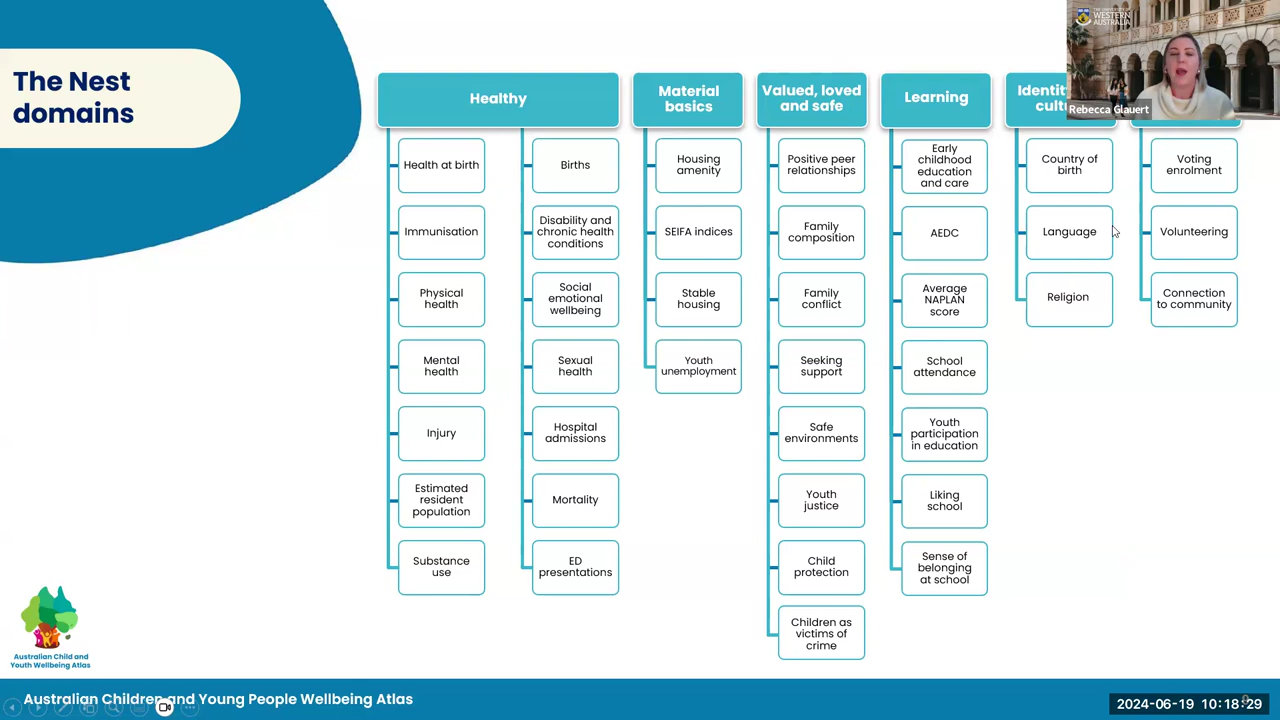 The Nest
domains
THE UNIVERSITY OF
WESTERN
AUSTRALIA
Rebecca Glauert
Healthy
Material
basics
Valued, loved
and safe
Learning
Health at birth
Immunisation
Physical
health
Mental
health
Injury
Estimated
resident
population
Substance
use
Births
Disability and
chronic health
conditions
Social
emotional
wellbeing
Sexual
health
Hospital
admissions
Mortality
ED
presentations
Housing
amenity
SEIFA indices
Stable
housing
Youth
unemployment
Positive peer
relationships
Family
composition
Family
conflict
Seeking
support
Safe
environments
Youth
justice
Child
protection
Children as
victims of
crime
Early
childhood
education
and care
AEDC
Average
NAPLAN
score
School
attendance
Youth
participation
in education
Liking
school
Sense of
belonging
at school
Country of
birth
Language
Religion
Voting
enrolment
Volunteering
Connection
to community
Australian Child and
Youth Wellbeing Atlas
Australian Children and Young People Wellbeing Atlas
2024-06-19 10:18:29